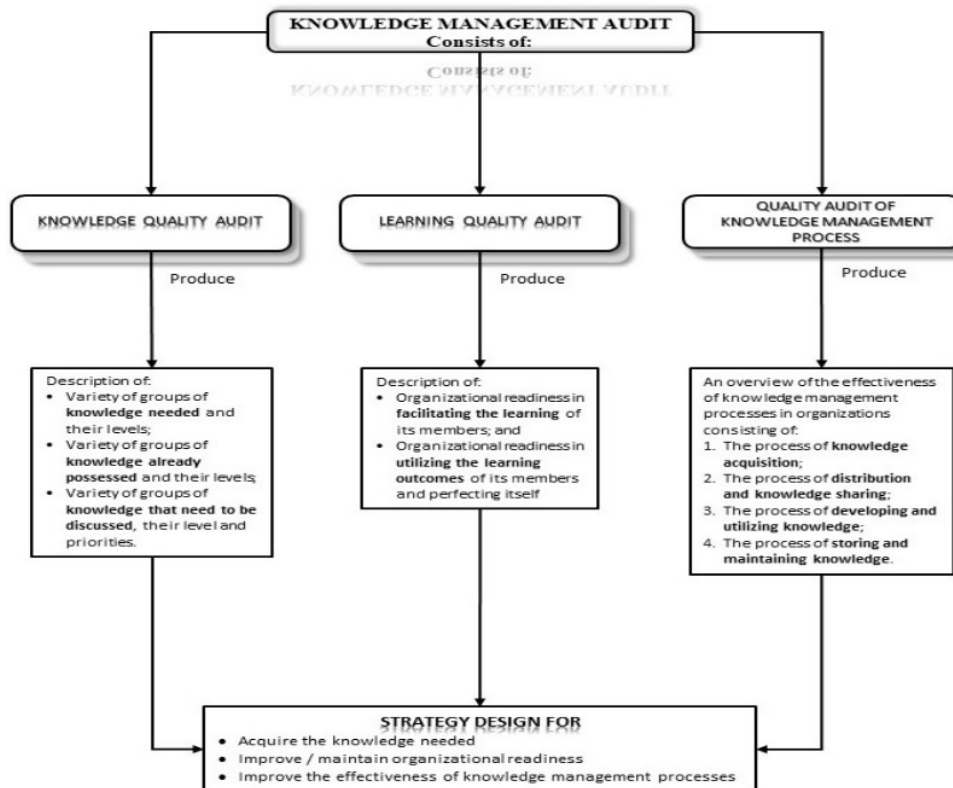 KNOWLEDGE MANAGEMENT AUDIT
Consists of:
KNOWLEDGE QUALITY AUDIT
LEARNING QUALITY AUDIT
QUALITY AUDIT OF
KNOWLEDGE MANAGEMENT
PROCESS
Produce
Produce
Produce
Description of:
• Variety of groups of
knowledge needed and
their levels;
• Variety of groups of
knowledge already
possessed and their levels;
• Variety of groups of
knowledge that need to be
discussed, their level and
priorities.
Description of:
• Organizational readiness in
facilitating the learning of
its members; and
• Organizational readiness in
utilizing the learning
outcomes of its members
and perfecting itself
An overview of the effectiveness
of knowledge management
processes in organizations
consisting of:
1. The process of knowledge
acquisition;
2. The process of distribution
and knowledge sharing;
3. The process of developing and
utilizing knowledge;
4. The process of storing and
maintaining knowledge.
STRATEGY DESIGN FOR
• Acquire the knowledge needed
• Improve / maintain organizational readiness
• Improve the effectiveness of knowledge management processes